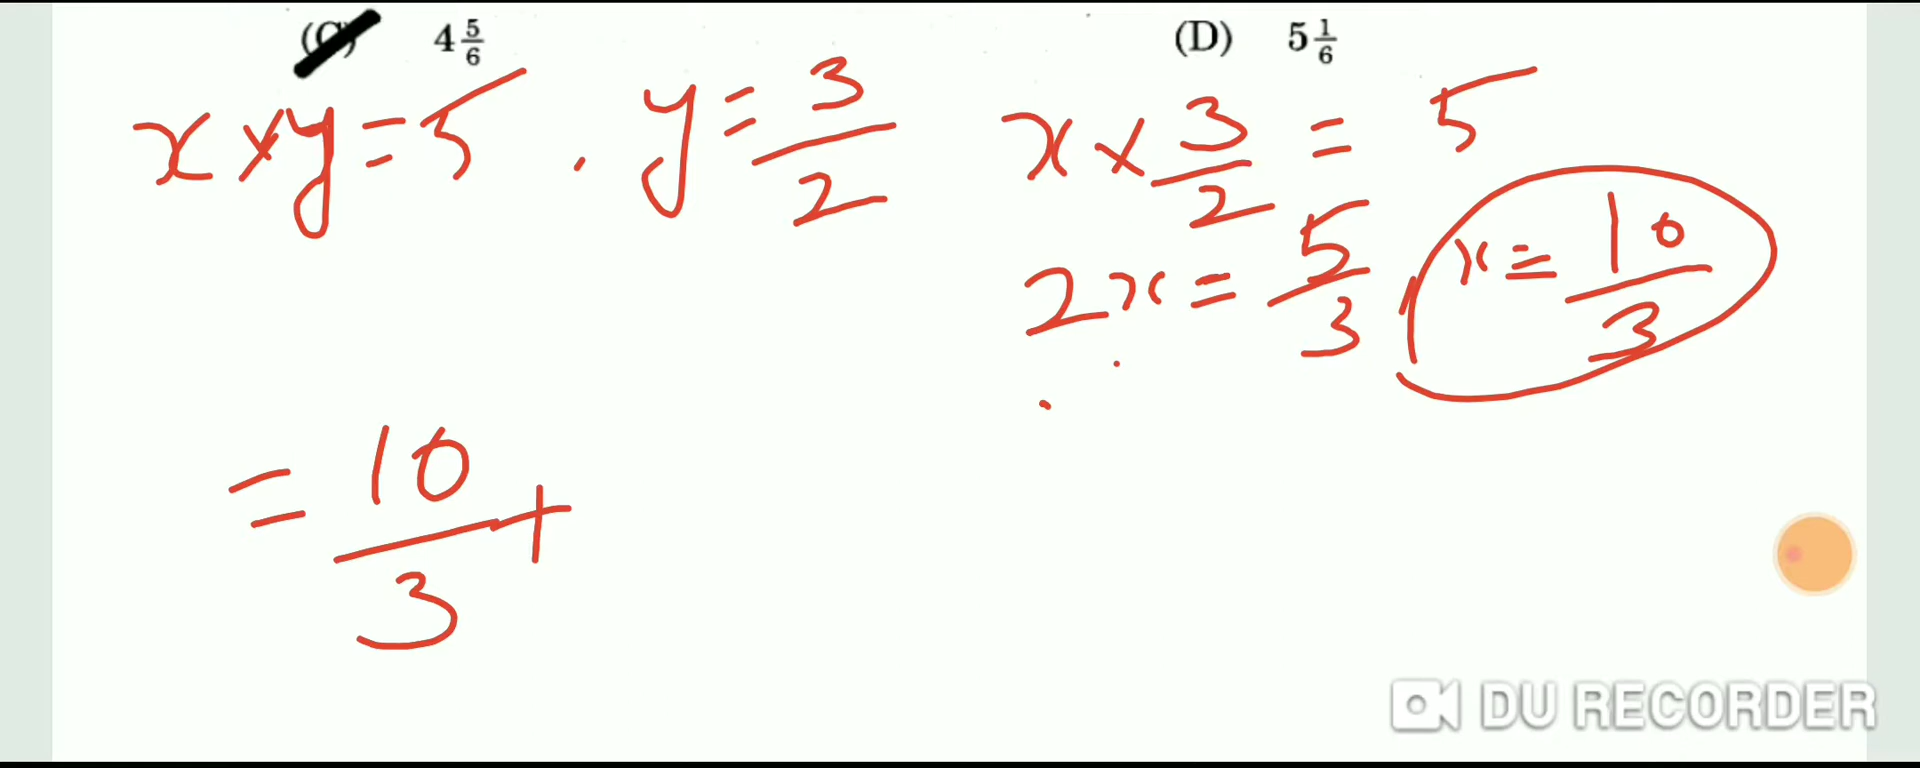 (C) 4 5/6 (D) 5 1/6
x × y = 5 . y = 3/2 x × 3/2 = 5
2x = 5/3 x = 10/3
= 10/3 +
DU RECORDER